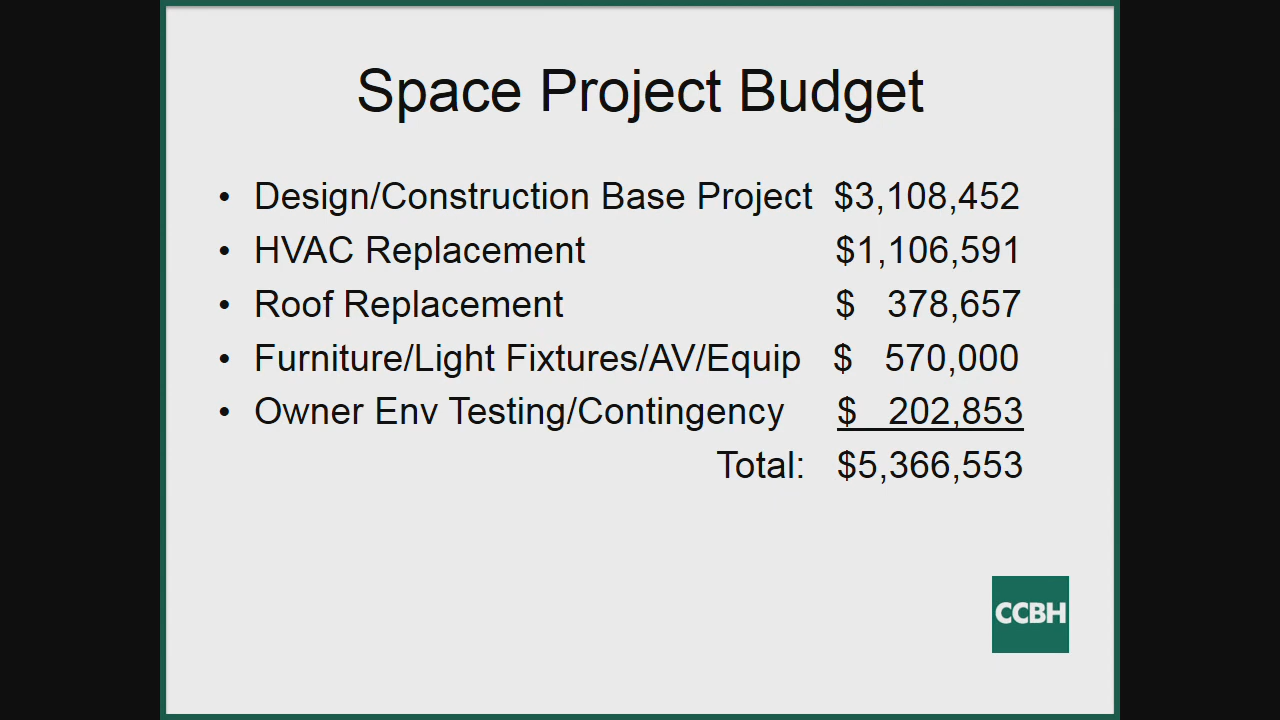 Space Project Budget
• Design/Construction Base Project $3,108,452
• HVAC Replacement $1,106,591
• Roof Replacement $ 378,657
• Furniture/Light Fixtures/AV/Equip $ 570,000
• Owner Env Testing/Contingency $ 202,853
Total: $5,366,553
CCBH